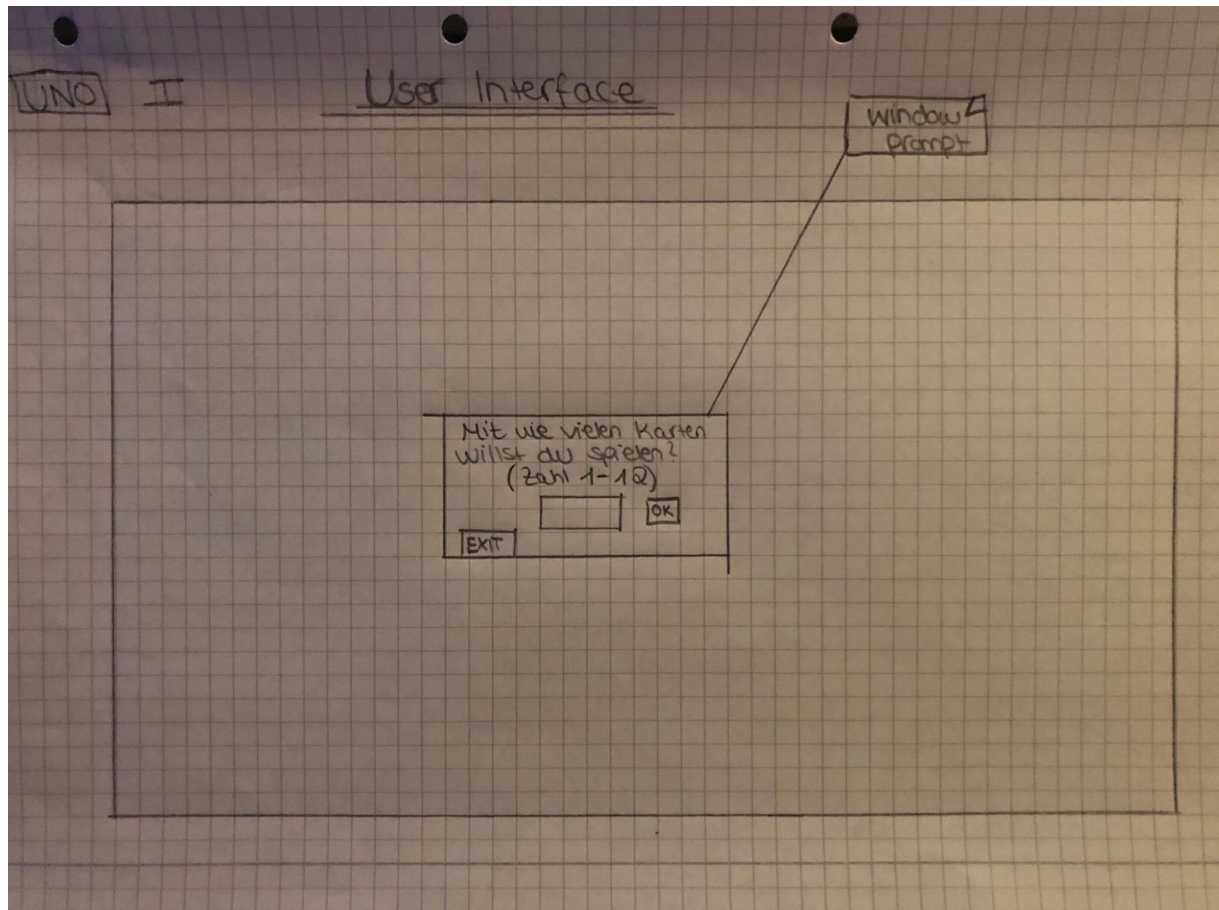 UNO I User Interface
window
prompt
Mit wie vielen Karten
willst du spielen?
(Zahl 1-12)
OK
EXIT